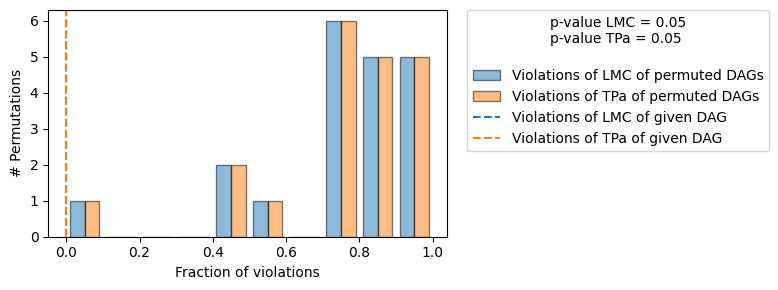 p-value LMC = 0.05
p-value TPa = 0.05
Violations of LMC of permuted DAGs
Violations of TPa of permuted DAGs
Violations of LMC of given DAG
Violations of TPa of given DAG
# Permutations
6
5
4
3
2
1
0
0.0 0.2 0.4 0.6 0.8 1.0
Fraction of violations